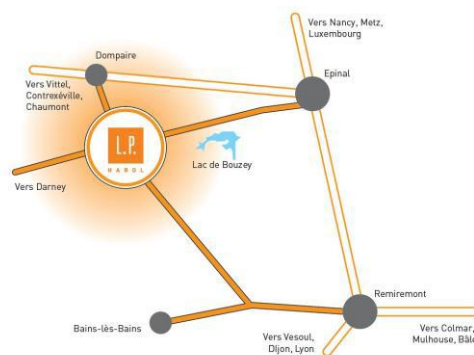 Vers Nancy, Metz,
Luxembourg
Dompaire
Epinal
Vers Vittel,
Contrexéville,
Chaumont
L.P.
HAROL
Lac de Bouzey
Vers Darney
Remiremont
Bains-lès-Bains
Vers Colmar,
Mulhouse, Bâle
Vers Vesoul,
DIjon, Lyon